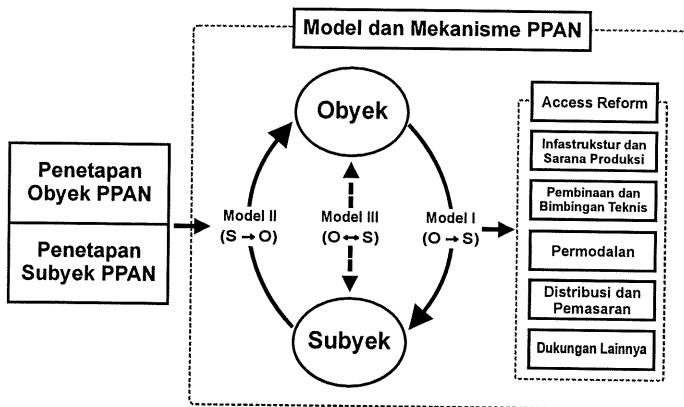 Model dan Mekanisme PPAN
Penetapan
Obyek PPAN
Penetapan
Subyek PPAN
Obyek
Model II
(S → O)
Model III
(O ↔ S)
Model I
(O → S)
Subyek
Access Reform
Infastrukstur dan
Sarana Produksi
Pembinaan dan
Bimbingan Teknis
Permodalan
Distribusi dan
Pemasaran
Dukungan Lainnya